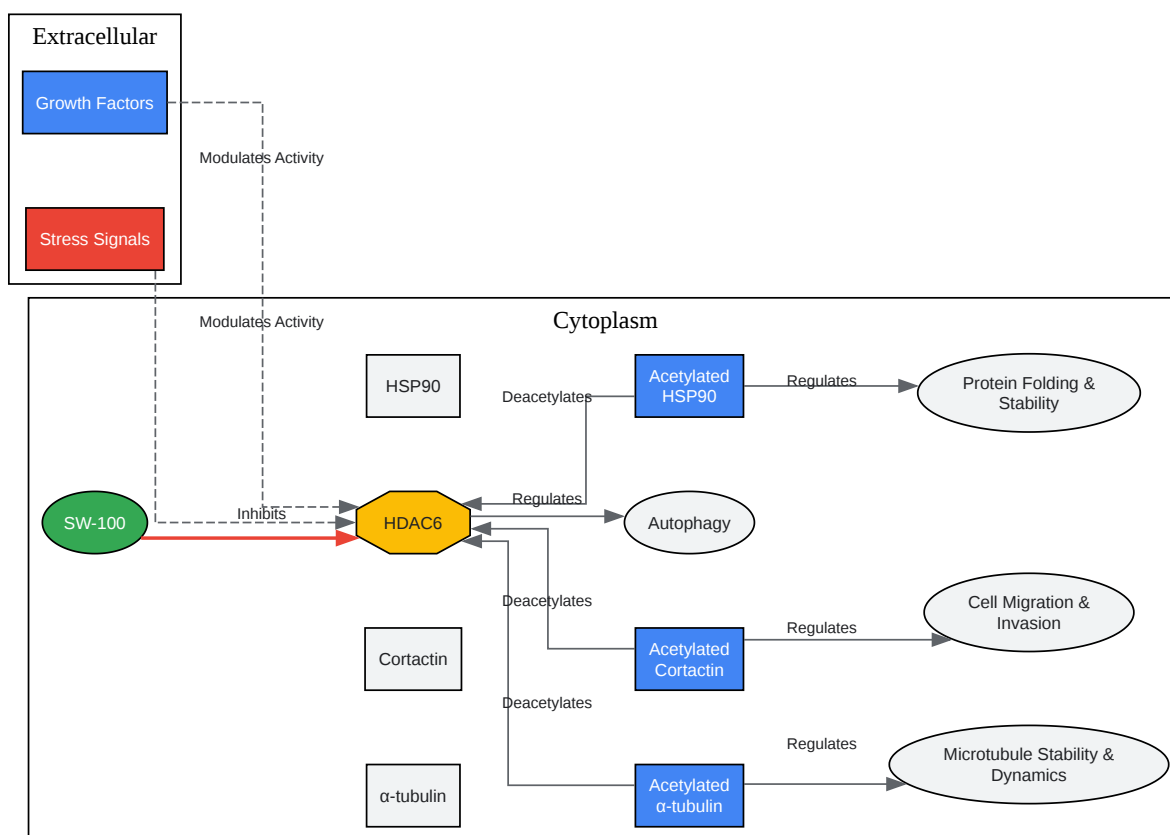 Extracellular
Growth Factors
Modulates Activity
Stress Signals
Modulates Activity
Cytoplasm
HSP90
Deacetylates
Acetylated
HSP90
Regulates
Protein Folding &
Stability
SW-100
Inhibits
HDAC6
Regulates
Autophagy
Deacetylates
Cortactin
Acetylated
Cortactin
Regulates
Cell Migration &
Invasion
Deacetylates
α-tubulin
Acetylated
α-tubulin
Regulates
Microtubule Stability &
Dynamics